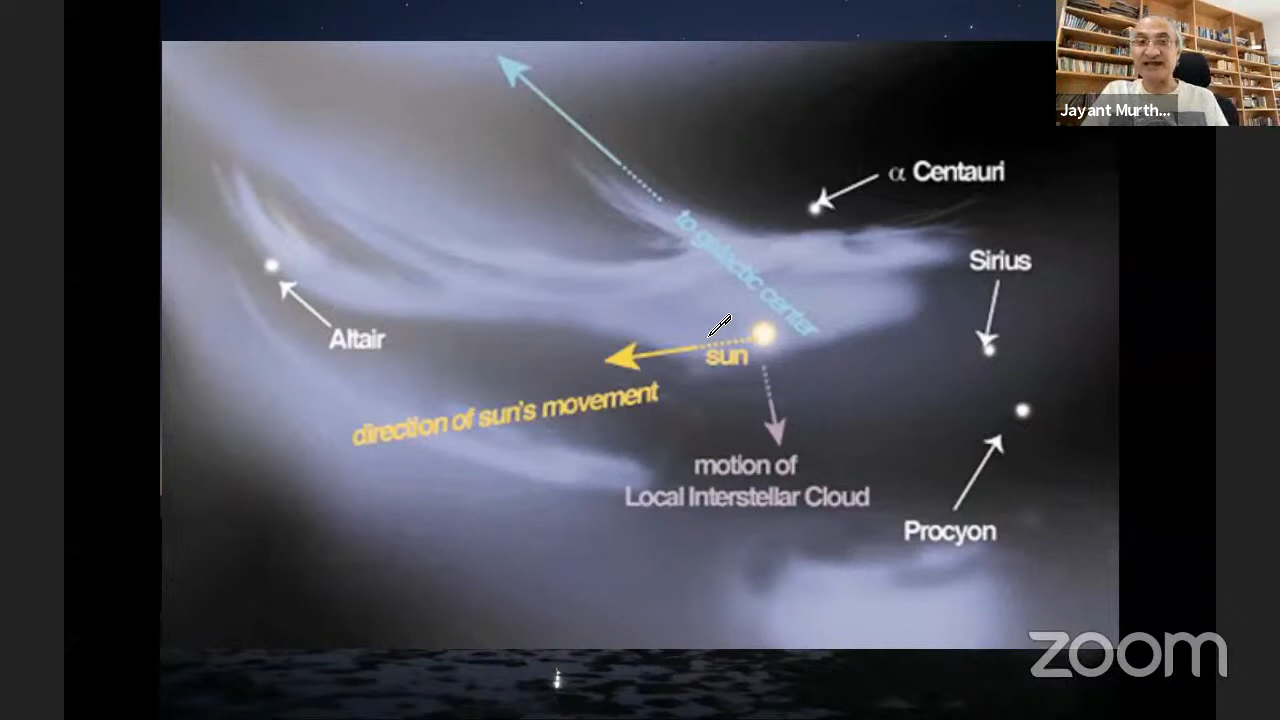 Jayant Murth...
α Centauri
to galactic center
Sirius
Altair
sun
direction of sun's movement
motion of
Local Interstellar Cloud
Procyon
zoom